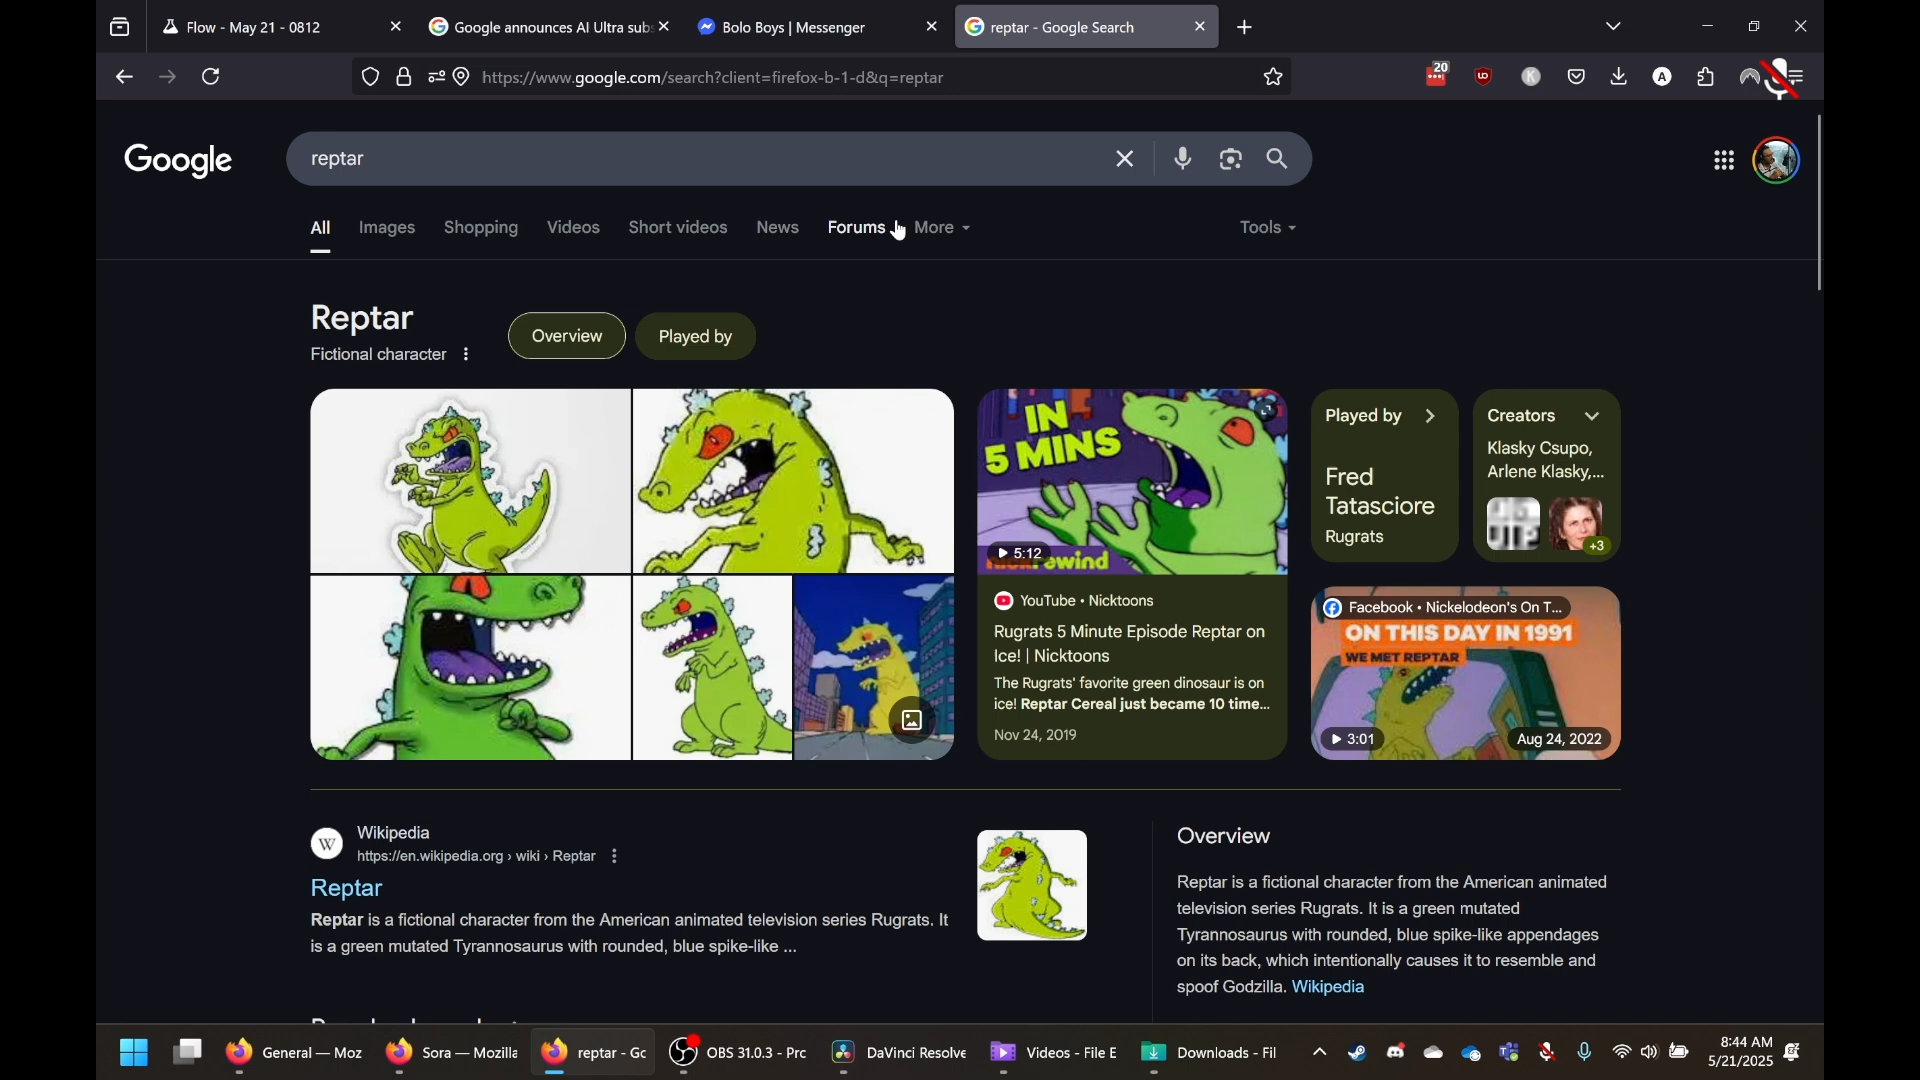 Flow - May 21 - 0812
Google announces AI Ultra subs
Bolo Boys | Messenger
reptar - Google Search
https://www.google.com/search?client=firefox-b-1-d&q=reptar
20
Google
reptar
All
Images
Shopping
Videos
Short videos
News
Forums
More
Tools
Reptar
Fictional character
Overview
Played by
IN
5 MINS
5:12
YouTube • Nicktoons
Rugrats 5 Minute Episode Reptar on
Ice! | Nicktoons
The Rugrats' favorite green dinosaur is on
ice! Reptar Cereal just became 10 time...
Nov 24, 2019
Played by
Fred
Tatasciore
Rugrats
Creators
Klasky Csupo,
Arlene Klasky,...
+3
Facebook • Nickelodeon's On T...
ON THIS DAY IN 1991
WE MET REPTAR
3:01
Aug 24, 2022
W
Wikipedia
https://en.wikipedia.org › wiki › Reptar
Reptar
Reptar is a fictional character from the American animated television series Rugrats. It
is a green mutated Tyrannosaurus with rounded, blue spike-like ...
Overview
Reptar is a fictional character from the American animated
television series Rugrats. It is a green mutated
Tyrannosaurus with rounded, blue spike-like appendages
on its back, which intentionally causes it to resemble and
spoof Godzilla. Wikipedia
General — Moz
Sora — Mozilla
reptar - Go
OBS 31.0.3 - Pro
DaVinci Resolve
Videos - File E
Downloads - Fil
8:44 AM
5/21/2025